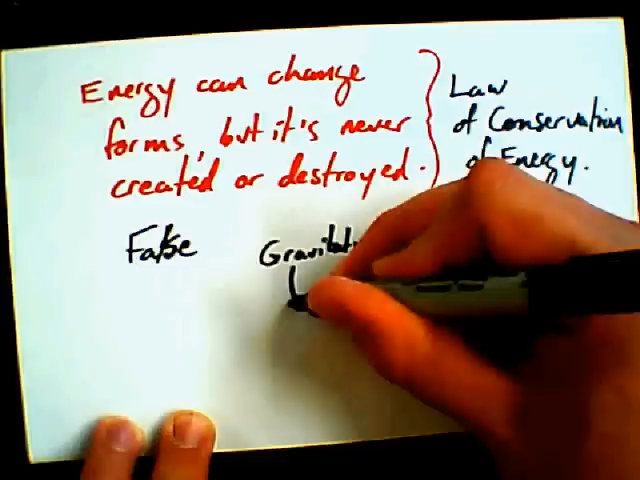 Energy can change
forms, but it's never
created or destroyed.
Law
of Conservation
of Energy.
False